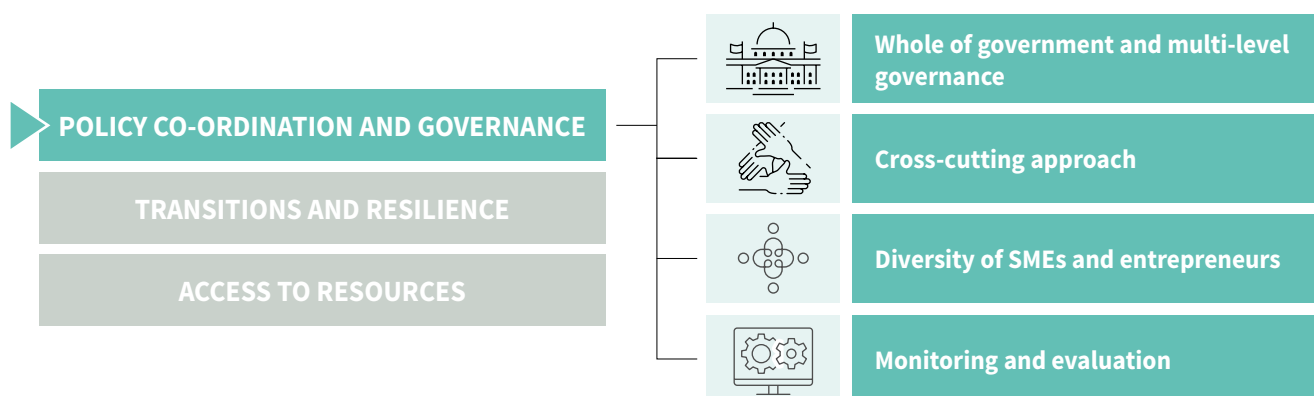 POLICY CO-ORDINATION AND GOVERNANCE
TRANSITIONS AND RESILIENCE
ACCESS TO RESOURCES
Whole of government and multi-level
governance
Cross-cutting approach
Diversity of SMEs and entrepreneurs
Monitoring and evaluation